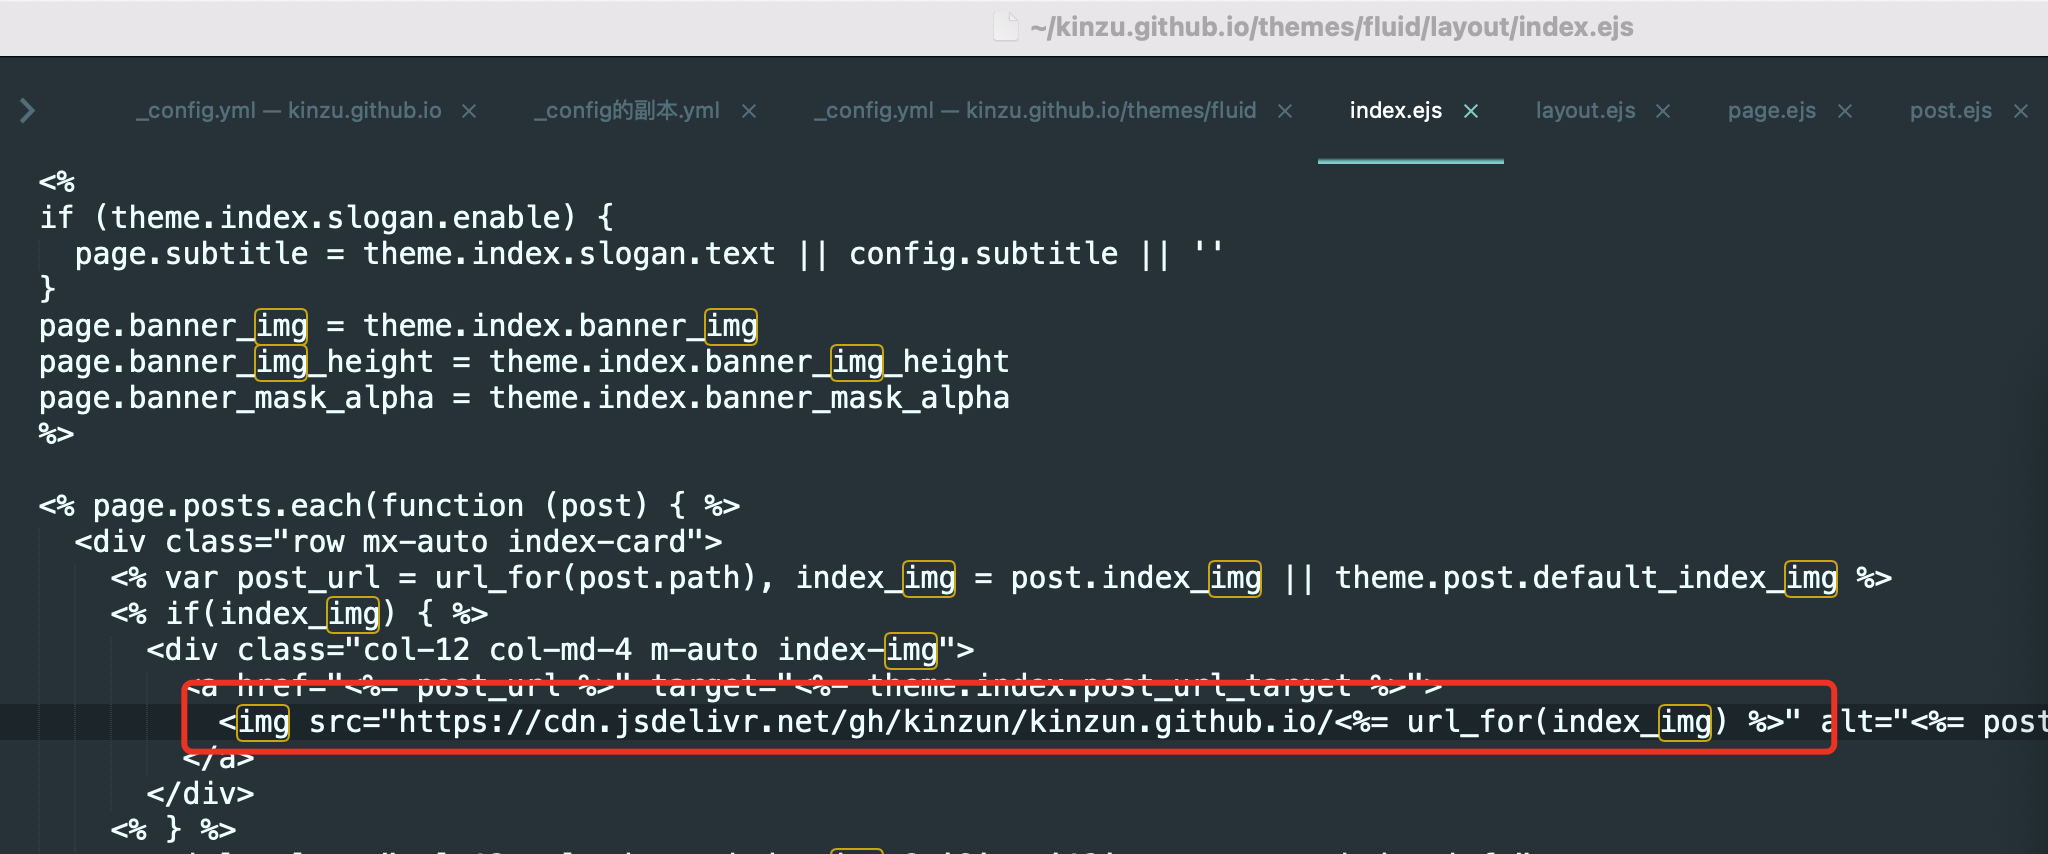 ~/kinzu.github.io/themes/fluid/layout/index.ejs
_config.yml — kinzu.github.io × _config的副本.yml × _config.yml — kinzu.github.io/themes/fluid × index.ejs × layout.ejs × page.ejs × post.ejs ×
<%
if (theme.index.slogan.enable) {
  page.subtitle = theme.index.slogan.text || config.subtitle || ''
}
page.banner_img = theme.index.banner_img
page.banner_img_height = theme.index.banner_img_height
page.banner_mask_alpha = theme.index.banner_mask_alpha
%>
<% page.posts.each(function (post) { %>
  <div class="row mx-auto index-card">
    <% var post_url = url_for(post.path), index_img = post.index_img || theme.post.default_index_img %>
    <% if(index_img) { %>
      <div class="col-12 col-md-4 m-auto index-img">
        <a href="<%= post_url %>" target="<%= theme.index.post_url_target %>">
          <img src="https://cdn.jsdelivr.net/gh/kinzun/kinzun.github.io/<%= url_for(index_img) %>" alt="<%= post
        </a>
      </div>
    <% } %>